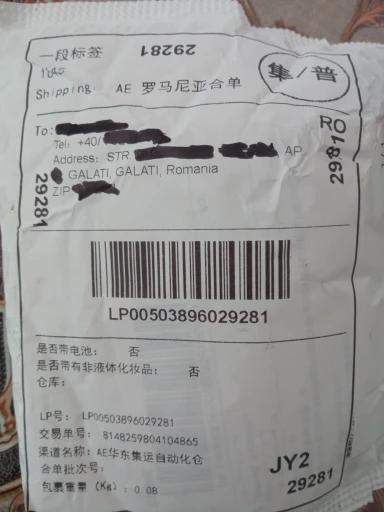 一段标签
29281
Shipping: AE 罗马尼亚合单
集/普
To:
Tel: +40/
Address: STR. AP
GALATI, GALATI, Romania
ZIP
29281
RO
29281
LP00503896029281
是否带电池: 否
是否带有非液体化妆品: 否
仓库:
LP号: LP00503896029281
交易单号: 8148259804104865
渠道名称: AE华东集运自动化仓
合单批次号:
包裹重量 (Kg): 0.0B
JY2
29281